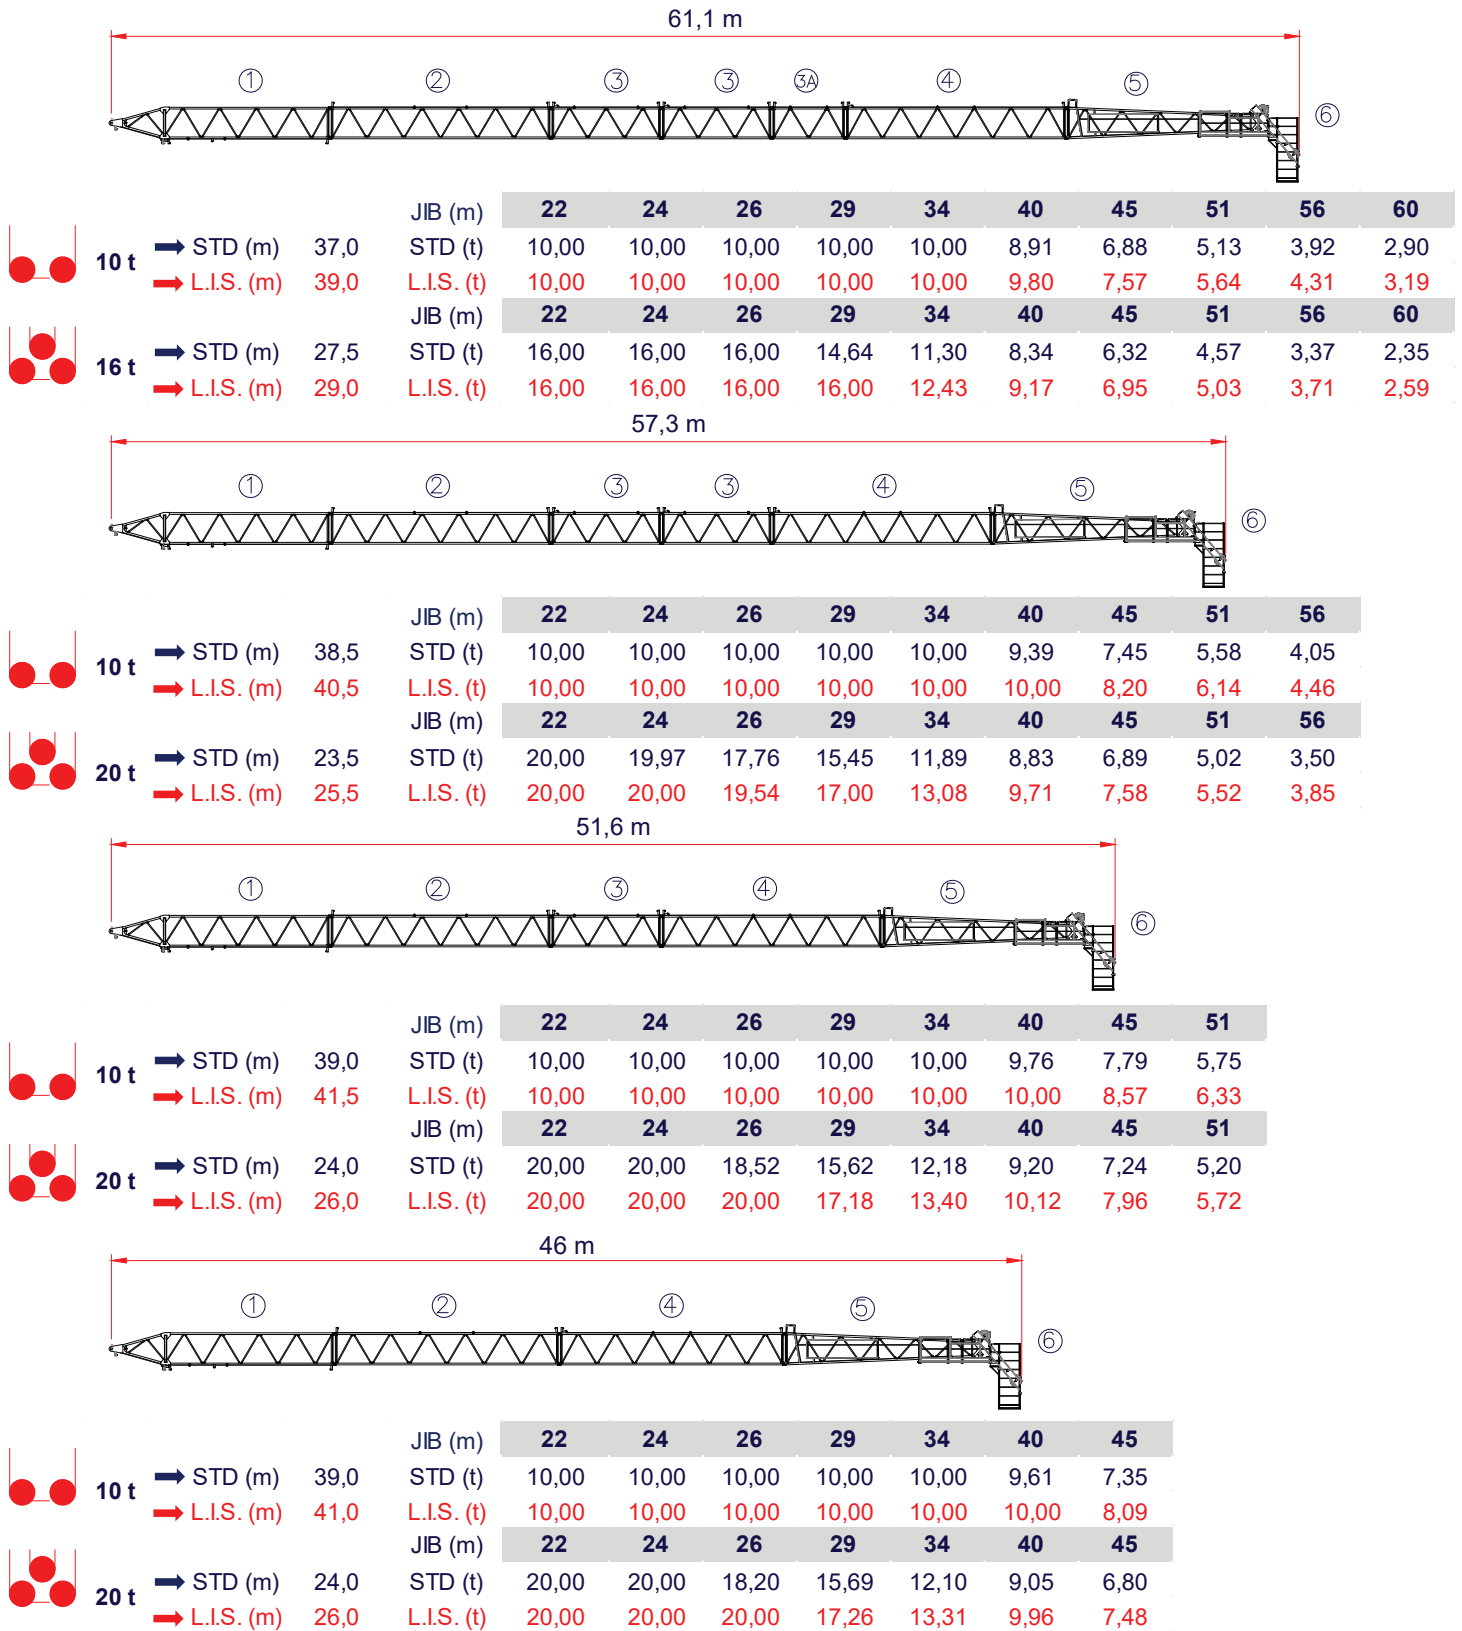 61,1 m
① ② ③ ③ 3A ④ ⑤ ⑥
JIB (m) 22 24 26 29 34 40 45 51 56 60
10 t STD (m) 37,0 STD (t) 10,00 10,00 10,00 10,00 10,00 8,91 6,88 5,13 3,92 2,90
L.I.S. (m) 39,0 L.I.S. (t) 10,00 10,00 10,00 10,00 10,00 9,80 7,57 5,64 4,31 3,19
JIB (m) 22 24 26 29 34 40 45 51 56 60
16 t STD (m) 27,5 STD (t) 16,00 16,00 16,00 14,64 11,30 8,34 6,32 4,57 3,37 2,35
L.I.S. (m) 29,0 L.I.S. (t) 16,00 16,00 16,00 16,00 12,43 9,17 6,95 5,03 3,71 2,59
57,3 m
① ② ③ ③ ④ ⑤ ⑥
JIB (m) 22 24 26 29 34 40 45 51 56
10 t STD (m) 38,5 STD (t) 10,00 10,00 10,00 10,00 10,00 9,39 7,45 5,58 4,05
L.I.S. (m) 40,5 L.I.S. (t) 10,00 10,00 10,00 10,00 10,00 10,00 8,20 6,14 4,46
JIB (m) 22 24 26 29 34 40 45 51 56
20 t STD (m) 23,5 STD (t) 20,00 19,97 17,76 15,45 11,89 8,83 6,89 5,02 3,50
L.I.S. (m) 25,5 L.I.S. (t) 20,00 20,00 19,54 17,00 13,08 9,71 7,58 5,52 3,85
51,6 m
① ② ③ ④ ⑤ ⑥
JIB (m) 22 24 26 29 34 40 45 51
10 t STD (m) 39,0 STD (t) 10,00 10,00 10,00 10,00 10,00 9,76 7,79 5,75
L.I.S. (m) 41,5 L.I.S. (t) 10,00 10,00 10,00 10,00 10,00 10,00 8,57 6,33
JIB (m) 22 24 26 29 34 40 45 51
20 t STD (m) 24,0 STD (t) 20,00 20,00 18,52 15,62 12,18 9,20 7,24 5,20
L.I.S. (m) 26,0 L.I.S. (t) 20,00 20,00 20,00 17,18 13,40 10,12 7,96 5,72
46 m
① ② ④ ⑤ ⑥
JIB (m) 22 24 26 29 34 40 45
10 t STD (m) 39,0 STD (t) 10,00 10,00 10,00 10,00 10,00 9,61 7,35
L.I.S. (m) 41,0 L.I.S. (t) 10,00 10,00 10,00 10,00 10,00 10,00 8,09
JIB (m) 22 24 26 29 34 40 45
20 t STD (m) 24,0 STD (t) 20,00 20,00 18,20 15,69 12,10 9,05 6,80
L.I.S. (m) 26,0 L.I.S. (t) 20,00 20,00 20,00 17,26 13,31 9,96 7,48